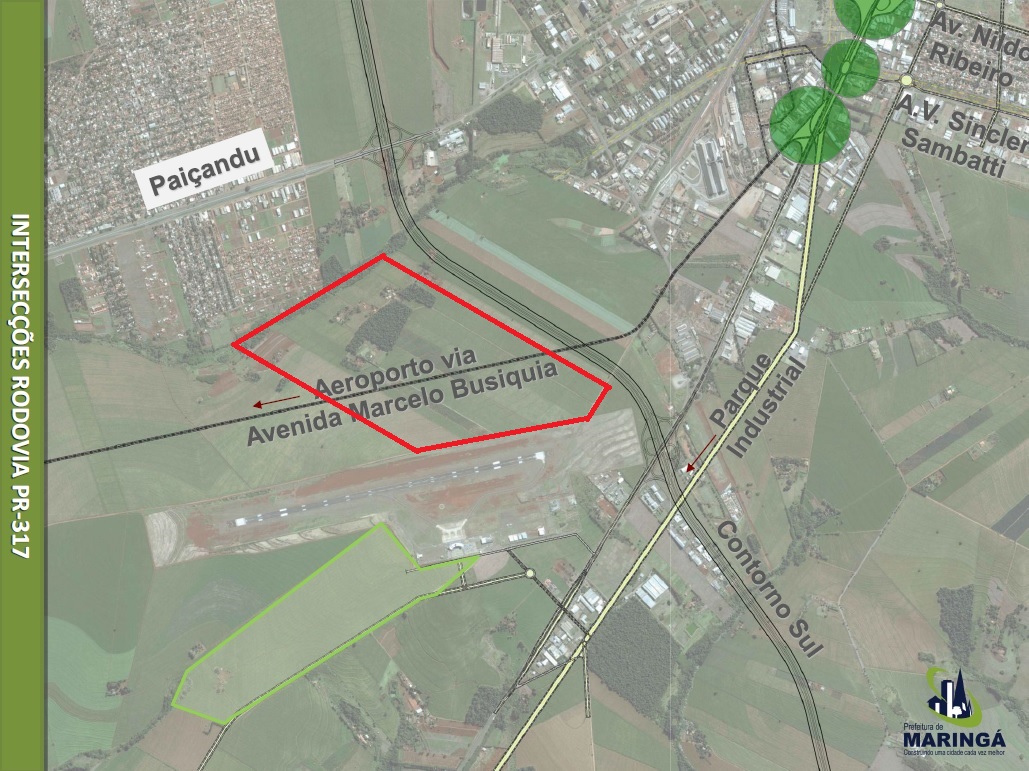 INTERSECÇÕES RODOVIA PR-317
Av. Nildo
Ribeiro
A.V. Sincler
Sambatti
Paiçandu
Aeroporto via
Avenida Marcelo Busiquia
Parque
Industrial
Contorno Sul
Prefeitura de
MARINGÁ
Construindo uma cidade cada vez melhor